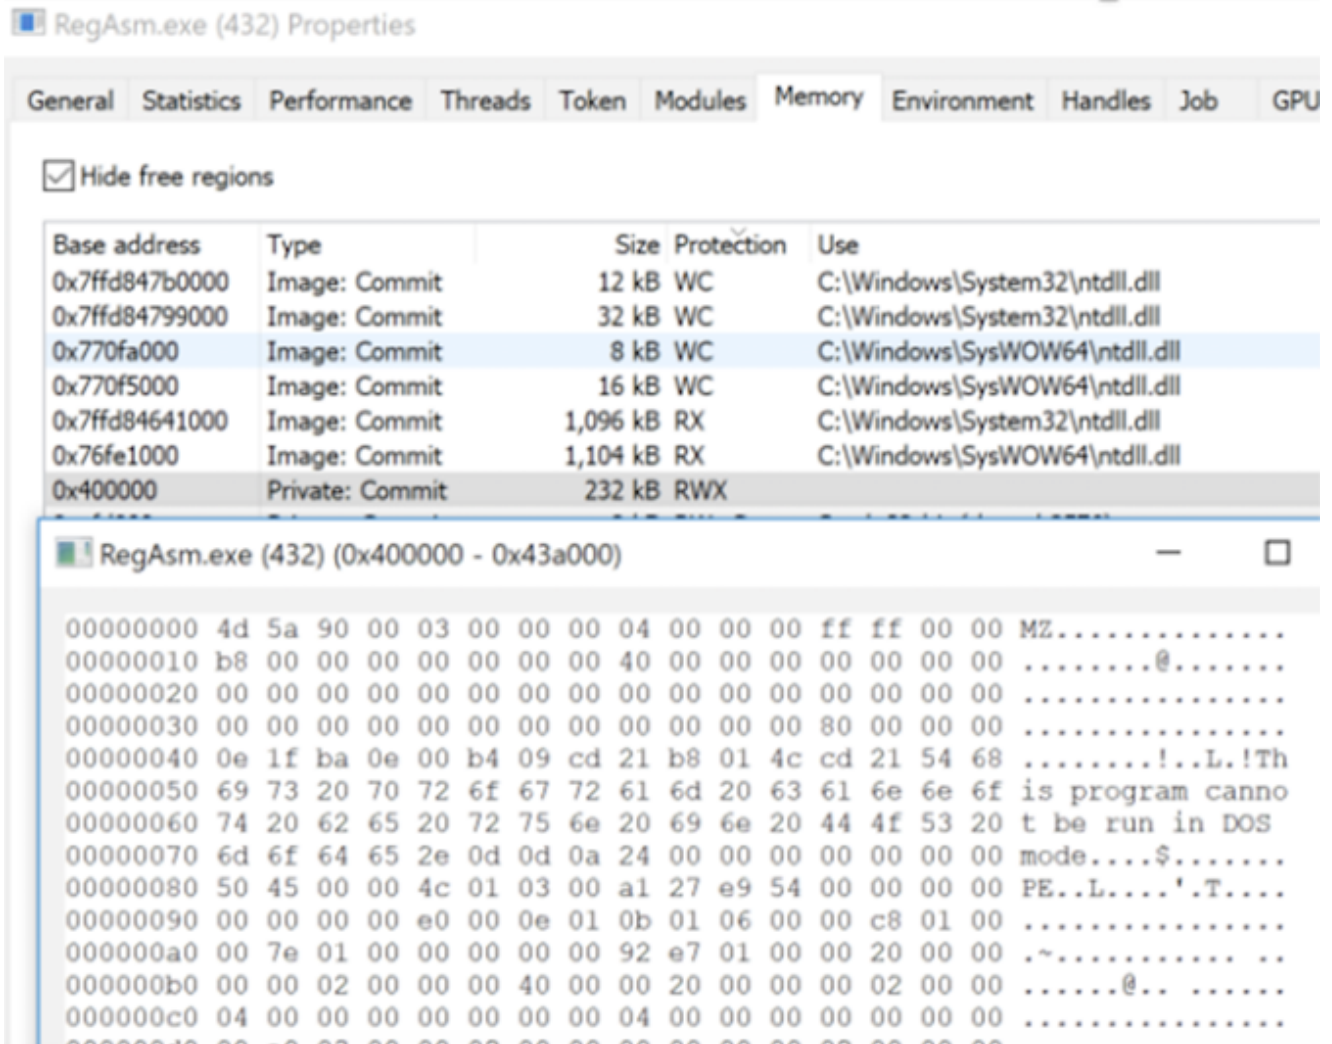 RegAsm.exe (432) Properties
General Statistics Performance Threads Token Modules Memory Environment Handles Job GPU
Hide free regions
Base address Type Size Protection Use
0x7ffd847b0000 Image: Commit 12 kB WC C:\Windows\System32\ntdll.dll
0x7ffd84799000 Image: Commit 32 kB WC C:\Windows\System32\ntdll.dll
0x770fa000 Image: Commit 8 kB WC C:\Windows\SysWOW64\ntdll.dll
0x770f5000 Image: Commit 16 kB WC C:\Windows\SysWOW64\ntdll.dll
0x7ffd84641000 Image: Commit 1,096 kB RX C:\Windows\System32\ntdll.dll
0x76fe1000 Image: Commit 1,104 kB RX C:\Windows\SysWOW64\ntdll.dll
0x400000 Private: Commit 232 kB RWX
RegAsm.exe (432) (0x400000 - 0x43a000)
00000000 4d 5a 90 00 03 00 00 00 04 00 00 00 ff ff 00 00 MZ..............
00000010 b8 00 00 00 00 00 00 00 40 00 00 00 00 00 00 00 ........@.......
00000020 00 00 00 00 00 00 00 00 00 00 00 00 00 00 00 00 ................
00000030 00 00 00 00 00 00 00 00 00 00 00 00 80 00 00 00 ................
00000040 0e 1f ba 0e 00 b4 09 cd 21 b8 01 4c cd 21 54 68 ........!..L.!Th
00000050 69 73 20 70 72 6f 67 72 61 6d 20 63 61 6e 6e 6f is program canno
00000060 74 20 62 65 20 72 75 6e 20 69 6e 20 44 4f 53 20 t be run in DOS
00000070 6d 6f 64 65 2e 0d 0d 0a 24 00 00 00 00 00 00 00 mode....$.......
00000080 50 45 00 00 4c 01 03 00 a1 27 e9 54 00 00 00 00 PE..L....'.T....
00000090 00 00 00 00 e0 00 0e 01 0b 01 06 00 00 c8 01 00 ................
000000a0 00 7e 01 00 00 00 00 00 92 e7 01 00 00 20 00 00 .~........... ..
000000b0 00 00 02 00 00 00 40 00 00 20 00 00 00 02 00 00 ......@.. ......
000000c0 04 00 00 00 00 00 00 00 04 00 00 00 00 00 00 00 ................